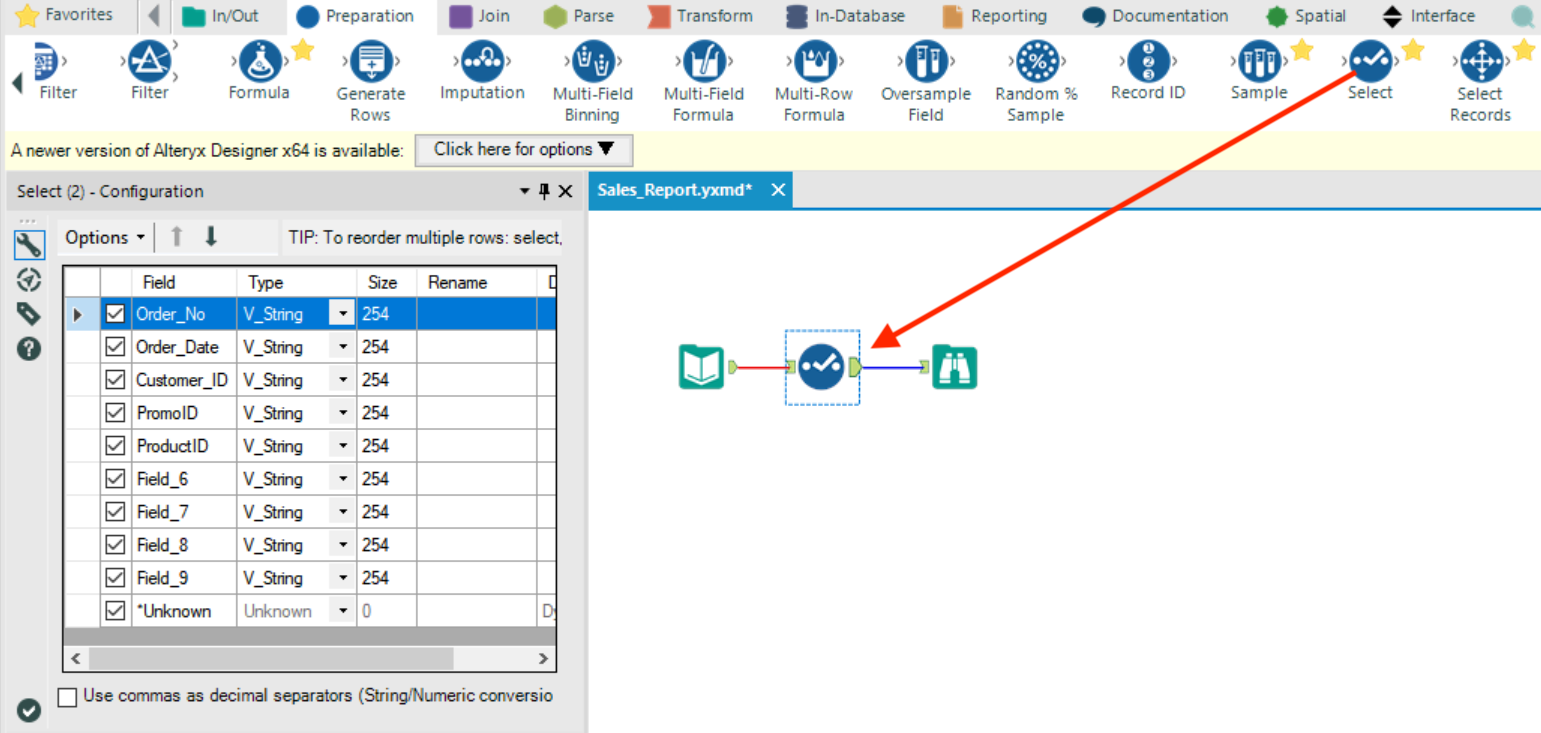 Favorites In/Out Preparation Join Parse Transform In-Database Reporting Documentation Spatial Interface
Filter Filter Formula Generate Rows Imputation Multi-Field Binning Multi-Field Formula Multi-Row Formula Oversample Field Random % Sample Record ID Sample Select Select Records
1
2
3
%
A newer version of Alteryx Designer x64 is available: Click here for options ▼
Select (2) - Configuration
Sales_Report.yxmd*
Options TIP: To reorder multiple rows: select,
Field Type Size Rename
Order_No V_String 254
Order_Date V_String 254
Customer_ID V_String 254
PromoID V_String 254
ProductID V_String 254
Field_6 V_String 254
Field_7 V_String 254
Field_8 V_String 254
Field_9 V_String 254
*Unknown Unknown 0
Use commas as decimal separators (String/Numeric conversio